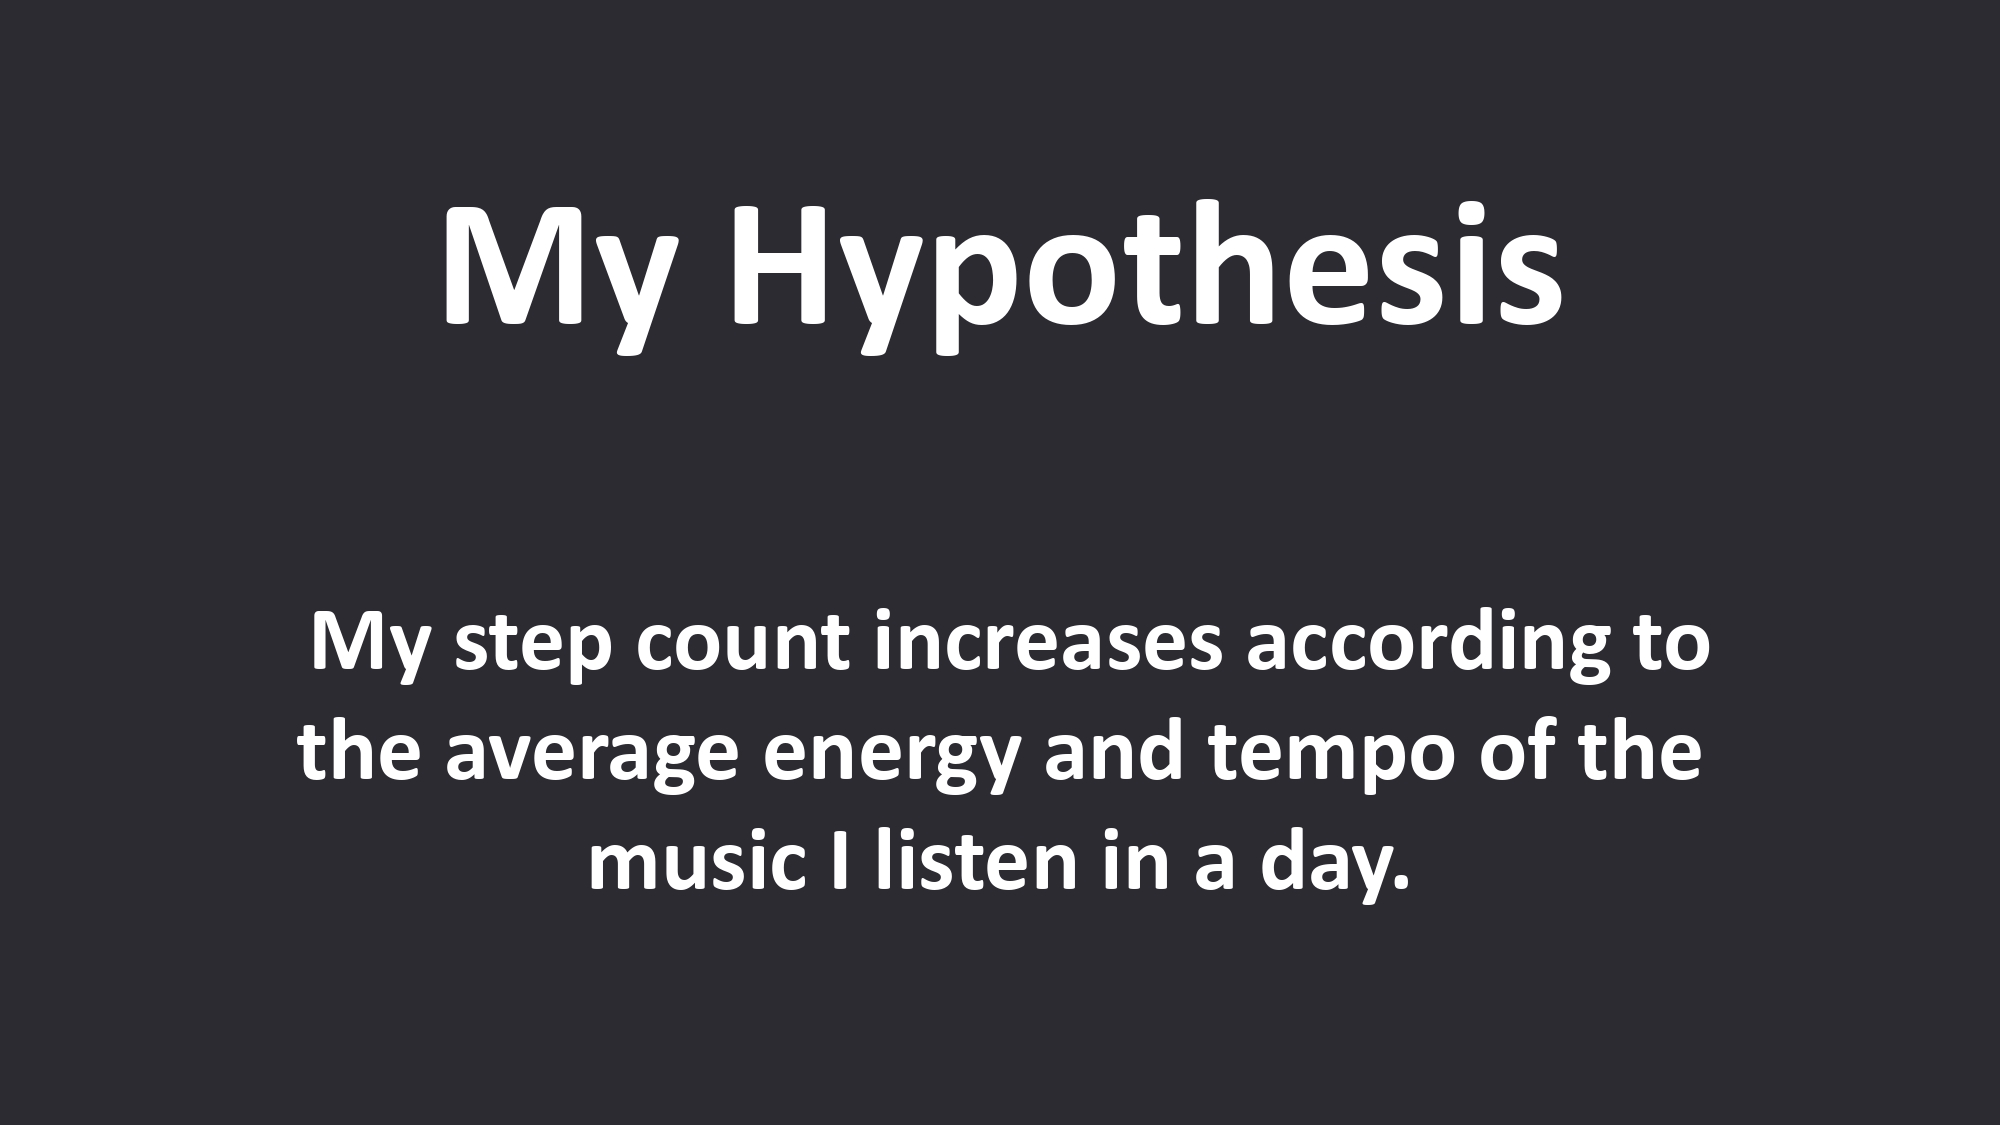 My Hypothesis
My step count increases according to
the average energy and tempo of the
music I listen in a day.